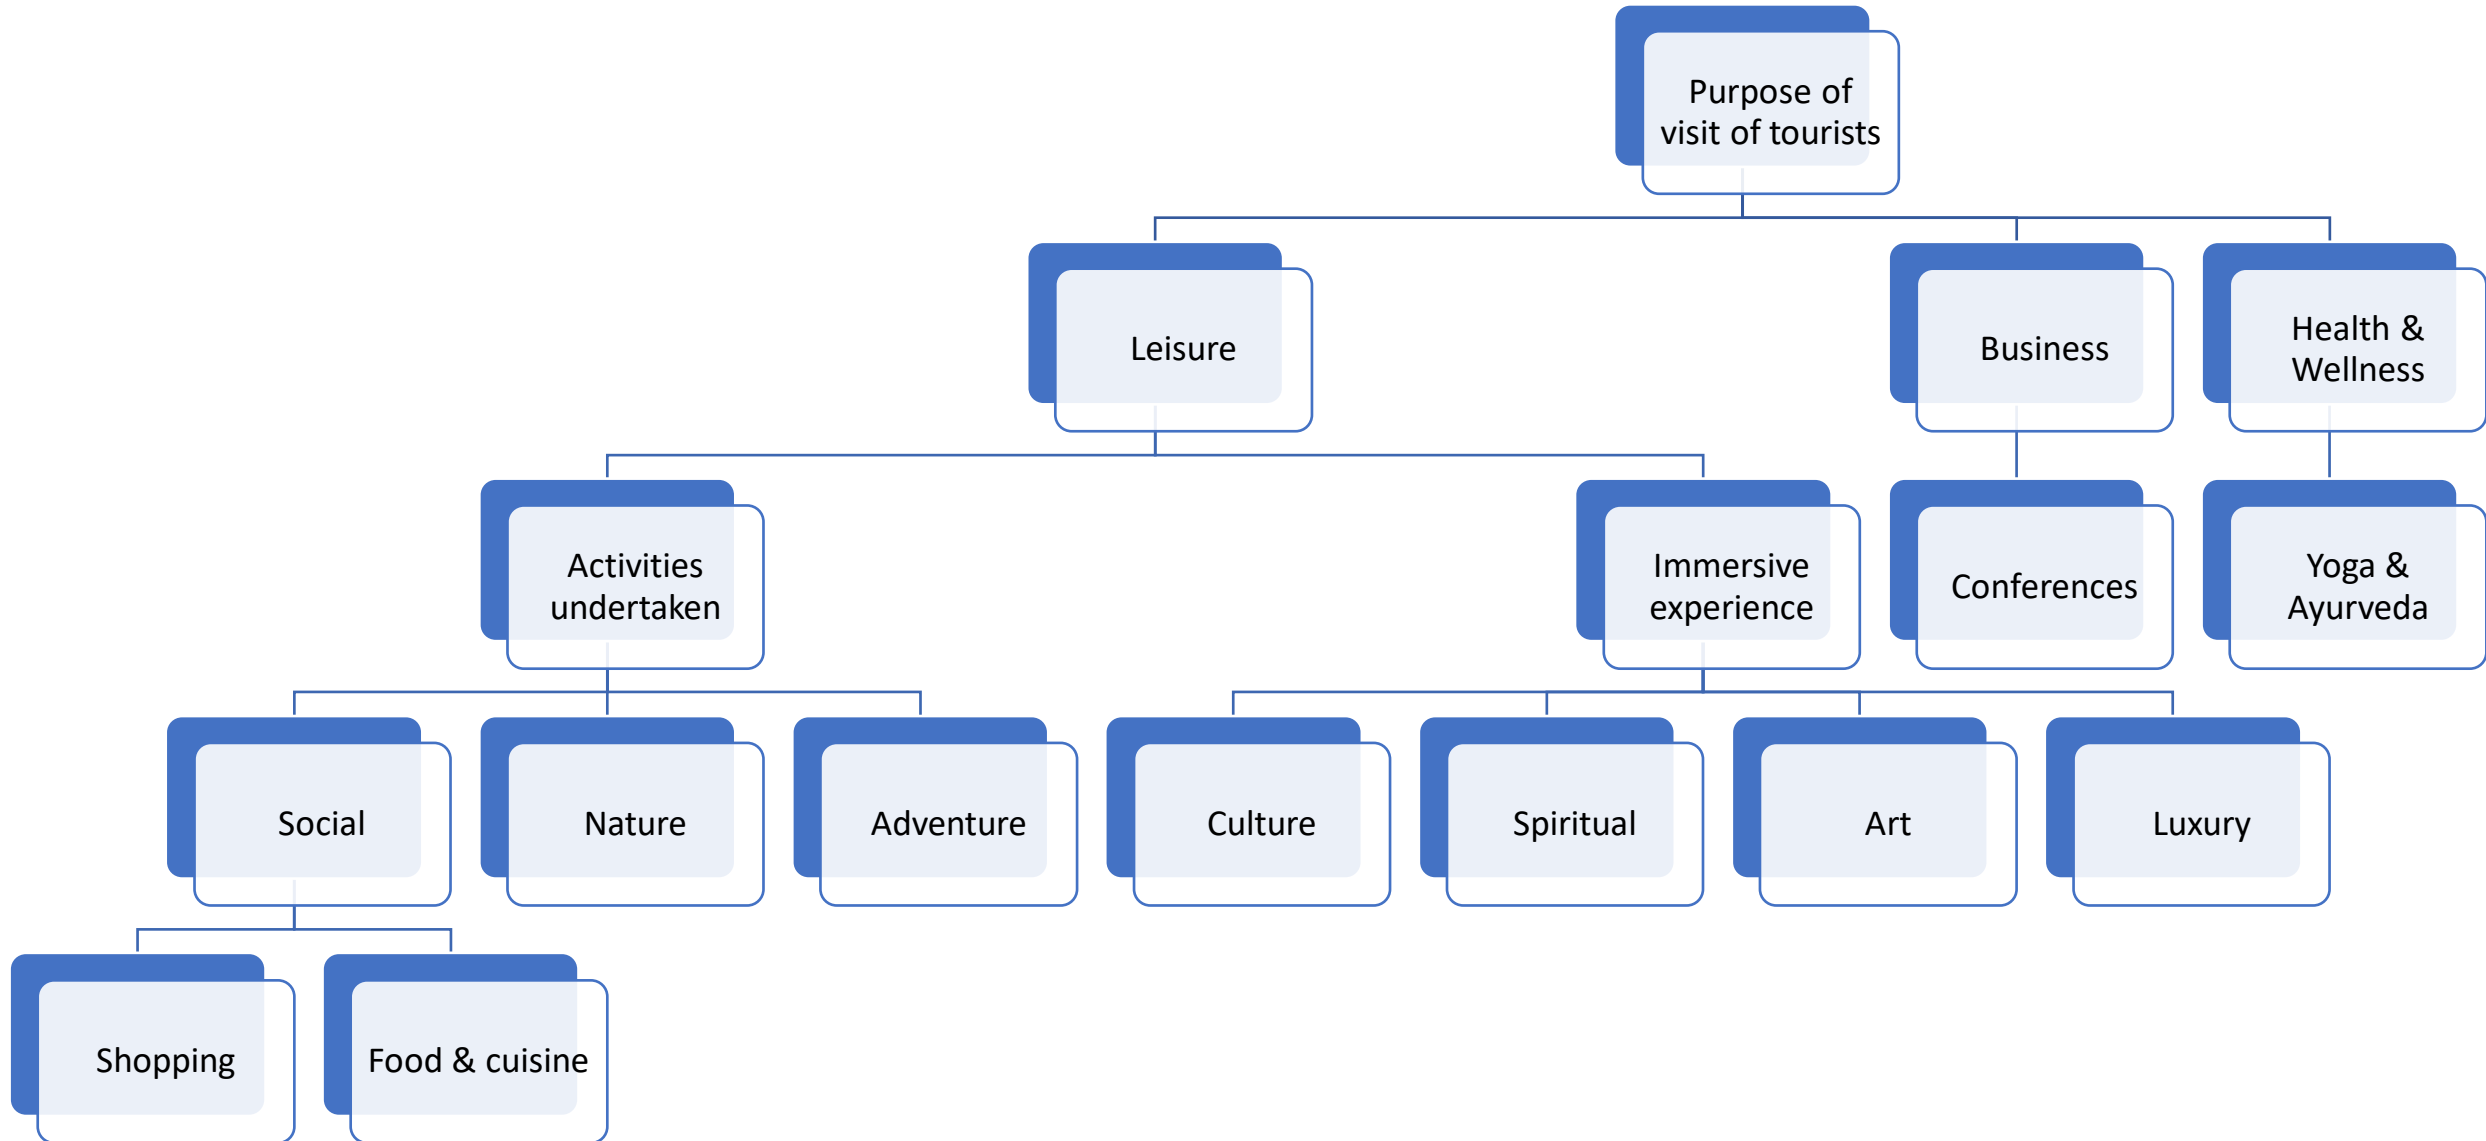 Purpose of
visit of tourists
Leisure
Business
Health &
Wellness
Activities
undertaken
Immersive
experience
Conferences
Yoga &
Ayurveda
Social
Nature
Adventure
Culture
Spiritual
Art
Luxury
Shopping
Food & cuisine